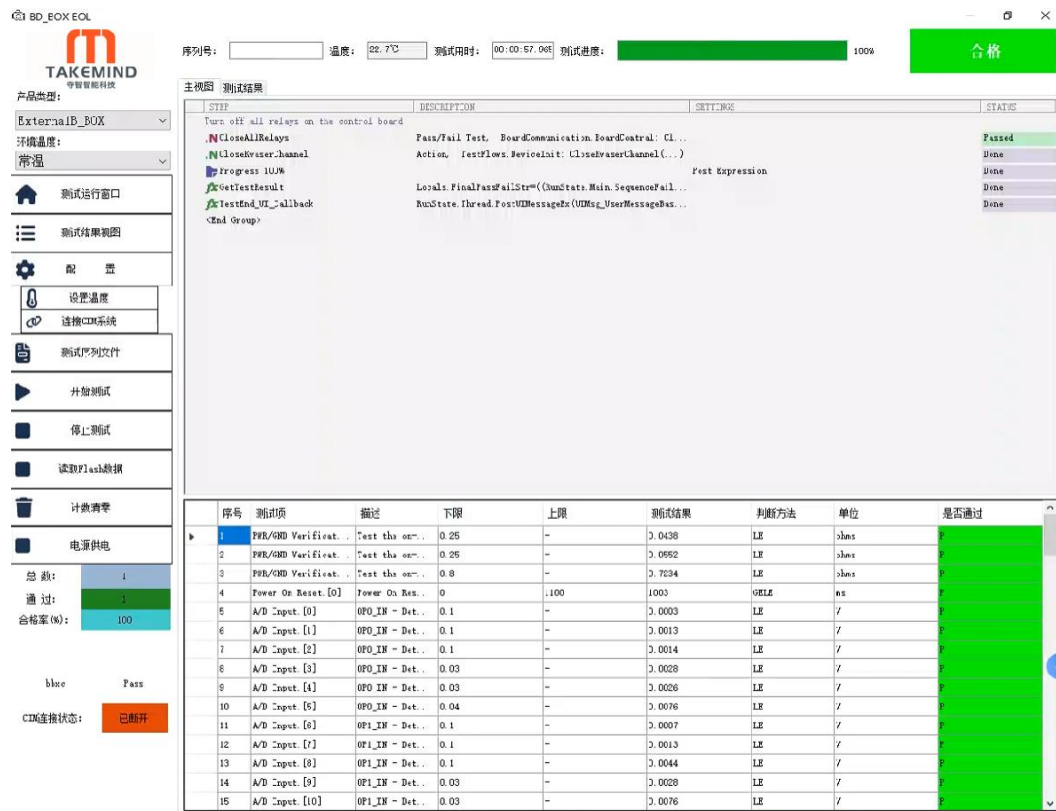 BD_BOX EOL
TAKEMIND
夺智智能科技
序列号： 温度： 22.7℃ 测试用时： 00:00:57.065 测试进度： 100% 合格
产品类型：
ExternalB_BOX
环境温度：
常温
测试运行窗口
测试结果视图
配 置
设置温度
连接CIM系统
测试序列文件
开始测试
停止测试
读取Flash数据
计数清零
电源供电
总 数： 1
通 过： 1
合格率(%)： 100
Pass
CIM连接状态： 已断开
主视图 测试结果
STEP DESCRIPTION SETTINGS STATUS
Turn off all relays on the control board
CloseAllRelays Pass/Fail Test, BoardCommunication.BoardControl: Cl... Passed
CloseKvaserChannel Action, TestFlows.DeviceInit: CloseKvaserChannel(...) Done
Progress 100% Post Expression Done
GetTestResult Locals.FinalPassFailStr=((RunState.Main.SequenceFail... Done
TestEnd_UI_Callback RunState.Thread.PostUIMessageEx(UIMsg_UserMessageBas... Done
<End Group>
序号 测试项 描述 下限 上限 测试结果 判断方法 单位 是否通过
1 PWR/GND Verificat... Test the on-... 0.25 - 0.0438 LE ohms P
2 PWR/GND Verificat... Test the on-... 0.25 - 0.0552 LE ohms P
3 PWR/GND Verificat... Test the on-... 0.8 - 0.7234 LE ohms P
4 Power On Reset.[0] Power On Res... 0 1100 1003 GELE ms P
5 A/D Input.[0] OP0_IN - Det... 0.1 - 0.0003 LE V P
6 A/D Input.[1] OP0_IN - Det... 0.1 - 0.0013 LE V P
7 A/D Input.[2] OP0_IN - Det... 0.1 - 0.0014 LE V P
8 A/D Input.[3] OP0_IN - Det... 0.03 - 0.0028 LE V P
9 A/D Input.[4] OP0_IN - Det... 0.03 - 0.0026 LE V P
10 A/D Input.[5] OP0_IN - Det... 0.04 - 0.0076 LE V P
11 A/D Input.[6] OP1_IN - Det... 0.1 - 0.0007 LE V P
12 A/D Input.[7] OP1_IN - Det... 0.1 - 0.0013 LE V P
13 A/D Input.[8] OP1_IN - Det... 0.1 - 0.0044 LE V P
14 A/D Input.[9] OP1_IN - Det... 0.03 - 0.0028 LE V P
15 A/D Input.[10] OP1_IN - Det... 0.03 - 0.0076 LE V P